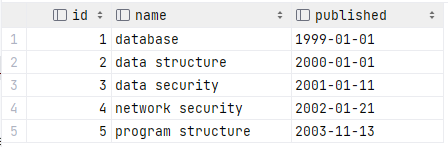 id name published
1 1 database 1999-01-01
2 2 data structure 2000-01-01
3 3 data security 2001-01-11
4 4 network security 2002-01-21
5 5 program structure 2003-11-13